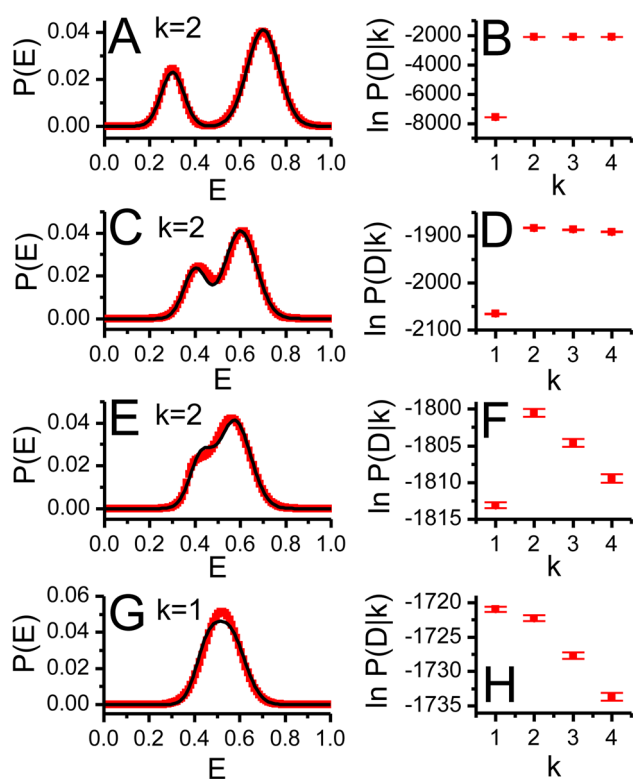 A k=2
P(E)
0.04
0.02
0.00
0.0 0.2 0.4 0.6 0.8 1.0
E
B
ln P(D|k)
-2000
-4000
-6000
-8000
1 2 3 4
k
C k=2
P(E)
0.04
0.02
0.00
0.0 0.2 0.4 0.6 0.8 1.0
E
D
ln P(D|k)
-1900
-2000
-2100
1 2 3 4
k
E k=2
P(E)
0.04
0.02
0.00
0.0 0.2 0.4 0.6 0.8 1.0
E
F
ln P(D|k)
-1800
-1805
-1810
-1815
1 2 3 4
k
G k=1
P(E)
0.06
0.04
0.02
0.00
0.0 0.2 0.4 0.6 0.8 1.0
E
H
ln P(D|k)
-1720
-1725
-1730
-1735
1 2 3 4
k